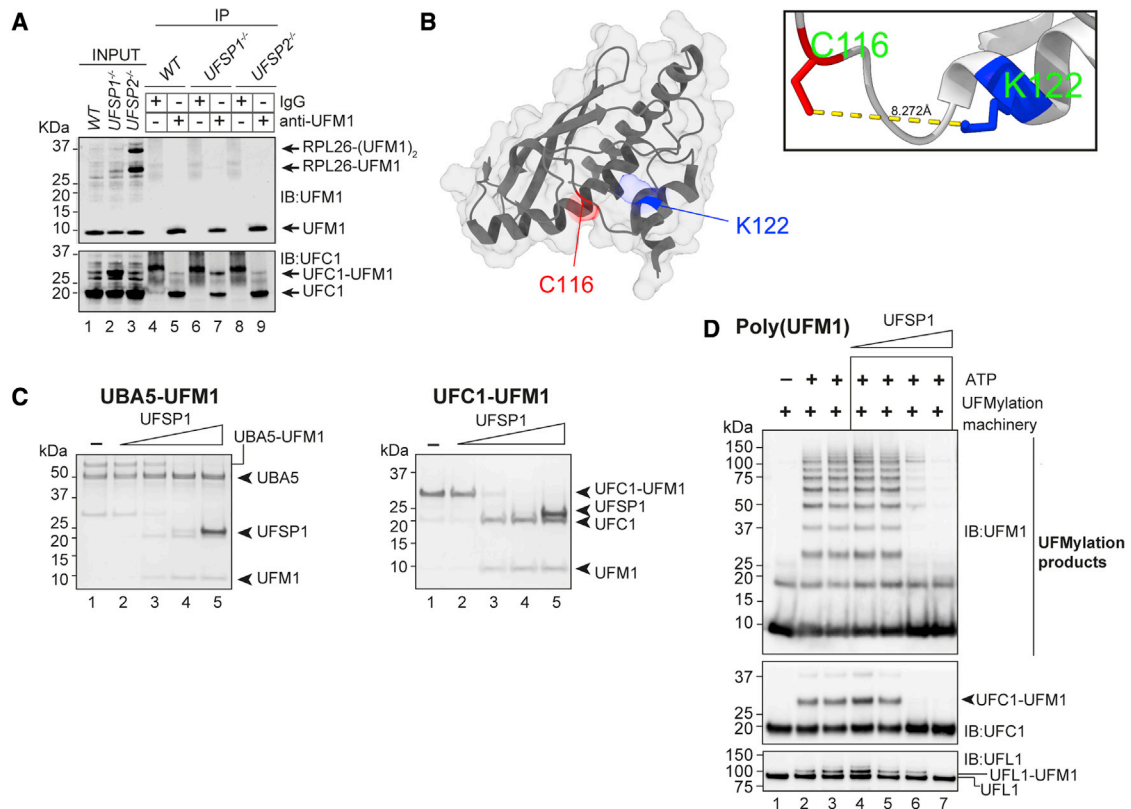 A
IP
INPUT
WT
UFSP1-/-
UFSP2-/-
WT UFSP1-/- UFSP2-/-
+ - + - + - IgG
- + - + - + anti-UFM1
KDa
37
25
20
15
10
RPL26-(UFM1)2
RPL26-UFM1
IB:UFM1
UFM1
37
25
20
IB:UFC1
UFC1-UFM1
UFC1
1 2 3 4 5 6 7 8 9
B
K122
C116
C116
K122
8.272Å
C
UBA5-UFM1
UFSP1
–
UBA5-UFM1
kDa
50
37
25
20
15
10
UBA5
UFSP1
UFM1
1 2 3 4 5
UFC1-UFM1
UFSP1
–
kDa
37
25
20
10
UFC1-UFM1
UFSP1
UFC1
UFM1
1 2 3 4 5
D Poly(UFM1)
UFSP1
– + + + + + + ATP
+ + + + + + + UFMylation
machinery
kDa
150
100
75
50
37
25
20
15
10
IB:UFM1
UFMylation
products
37
25
20
UFC1-UFM1
IB:UFC1
150
100
75
IB:UFL1
UFL1-UFM1
UFL1
1 2 3 4 5 6 7